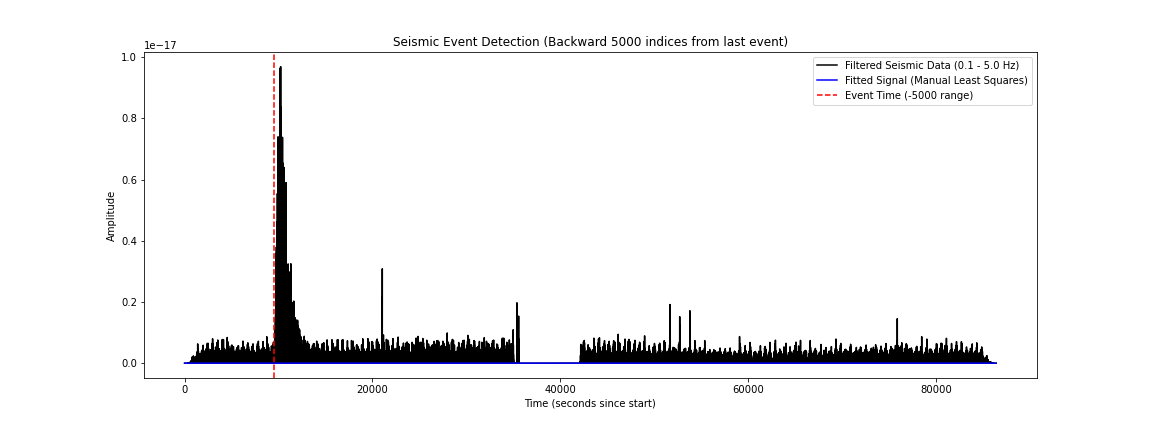 Seismic Event Detection (Backward 5000 indices from last event)
1e−17
1.0
0.8
0.6
0.4
0.2
0.0
Amplitude
Filtered Seismic Data (0.1 - 5.0 Hz)
Fitted Signal (Manual Least Squares)
Event Time (-5000 range)
0 20000 40000 60000 80000
Time (seconds since start)